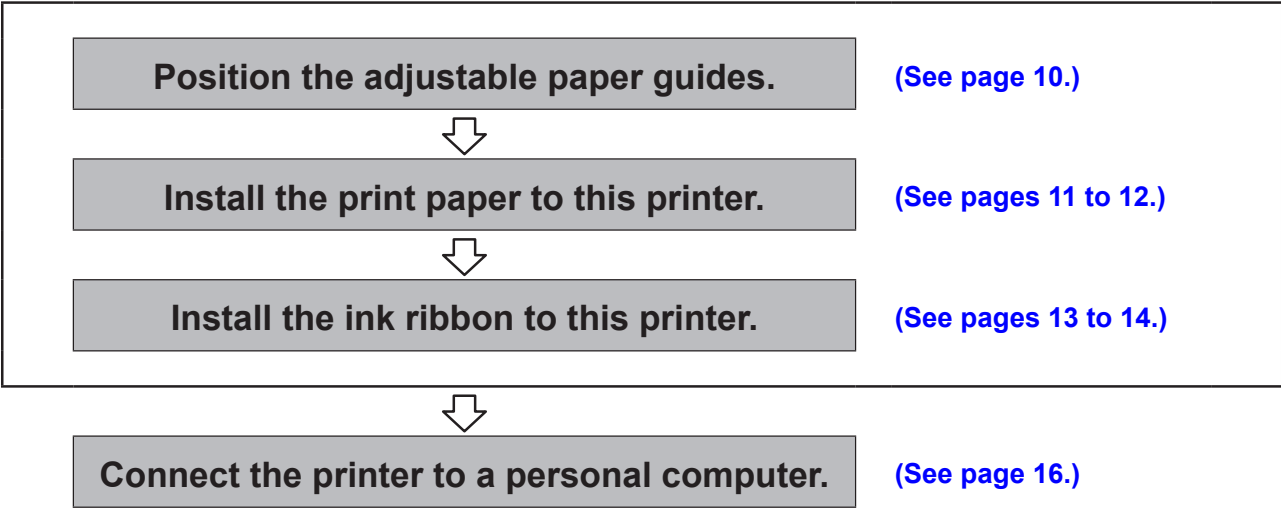 Position the adjustable paper guides. (See page 10.)
Install the print paper to this printer. (See pages 11 to 12.)
Install the ink ribbon to this printer. (See pages 13 to 14.)
Connect the printer to a personal computer. (See page 16.)